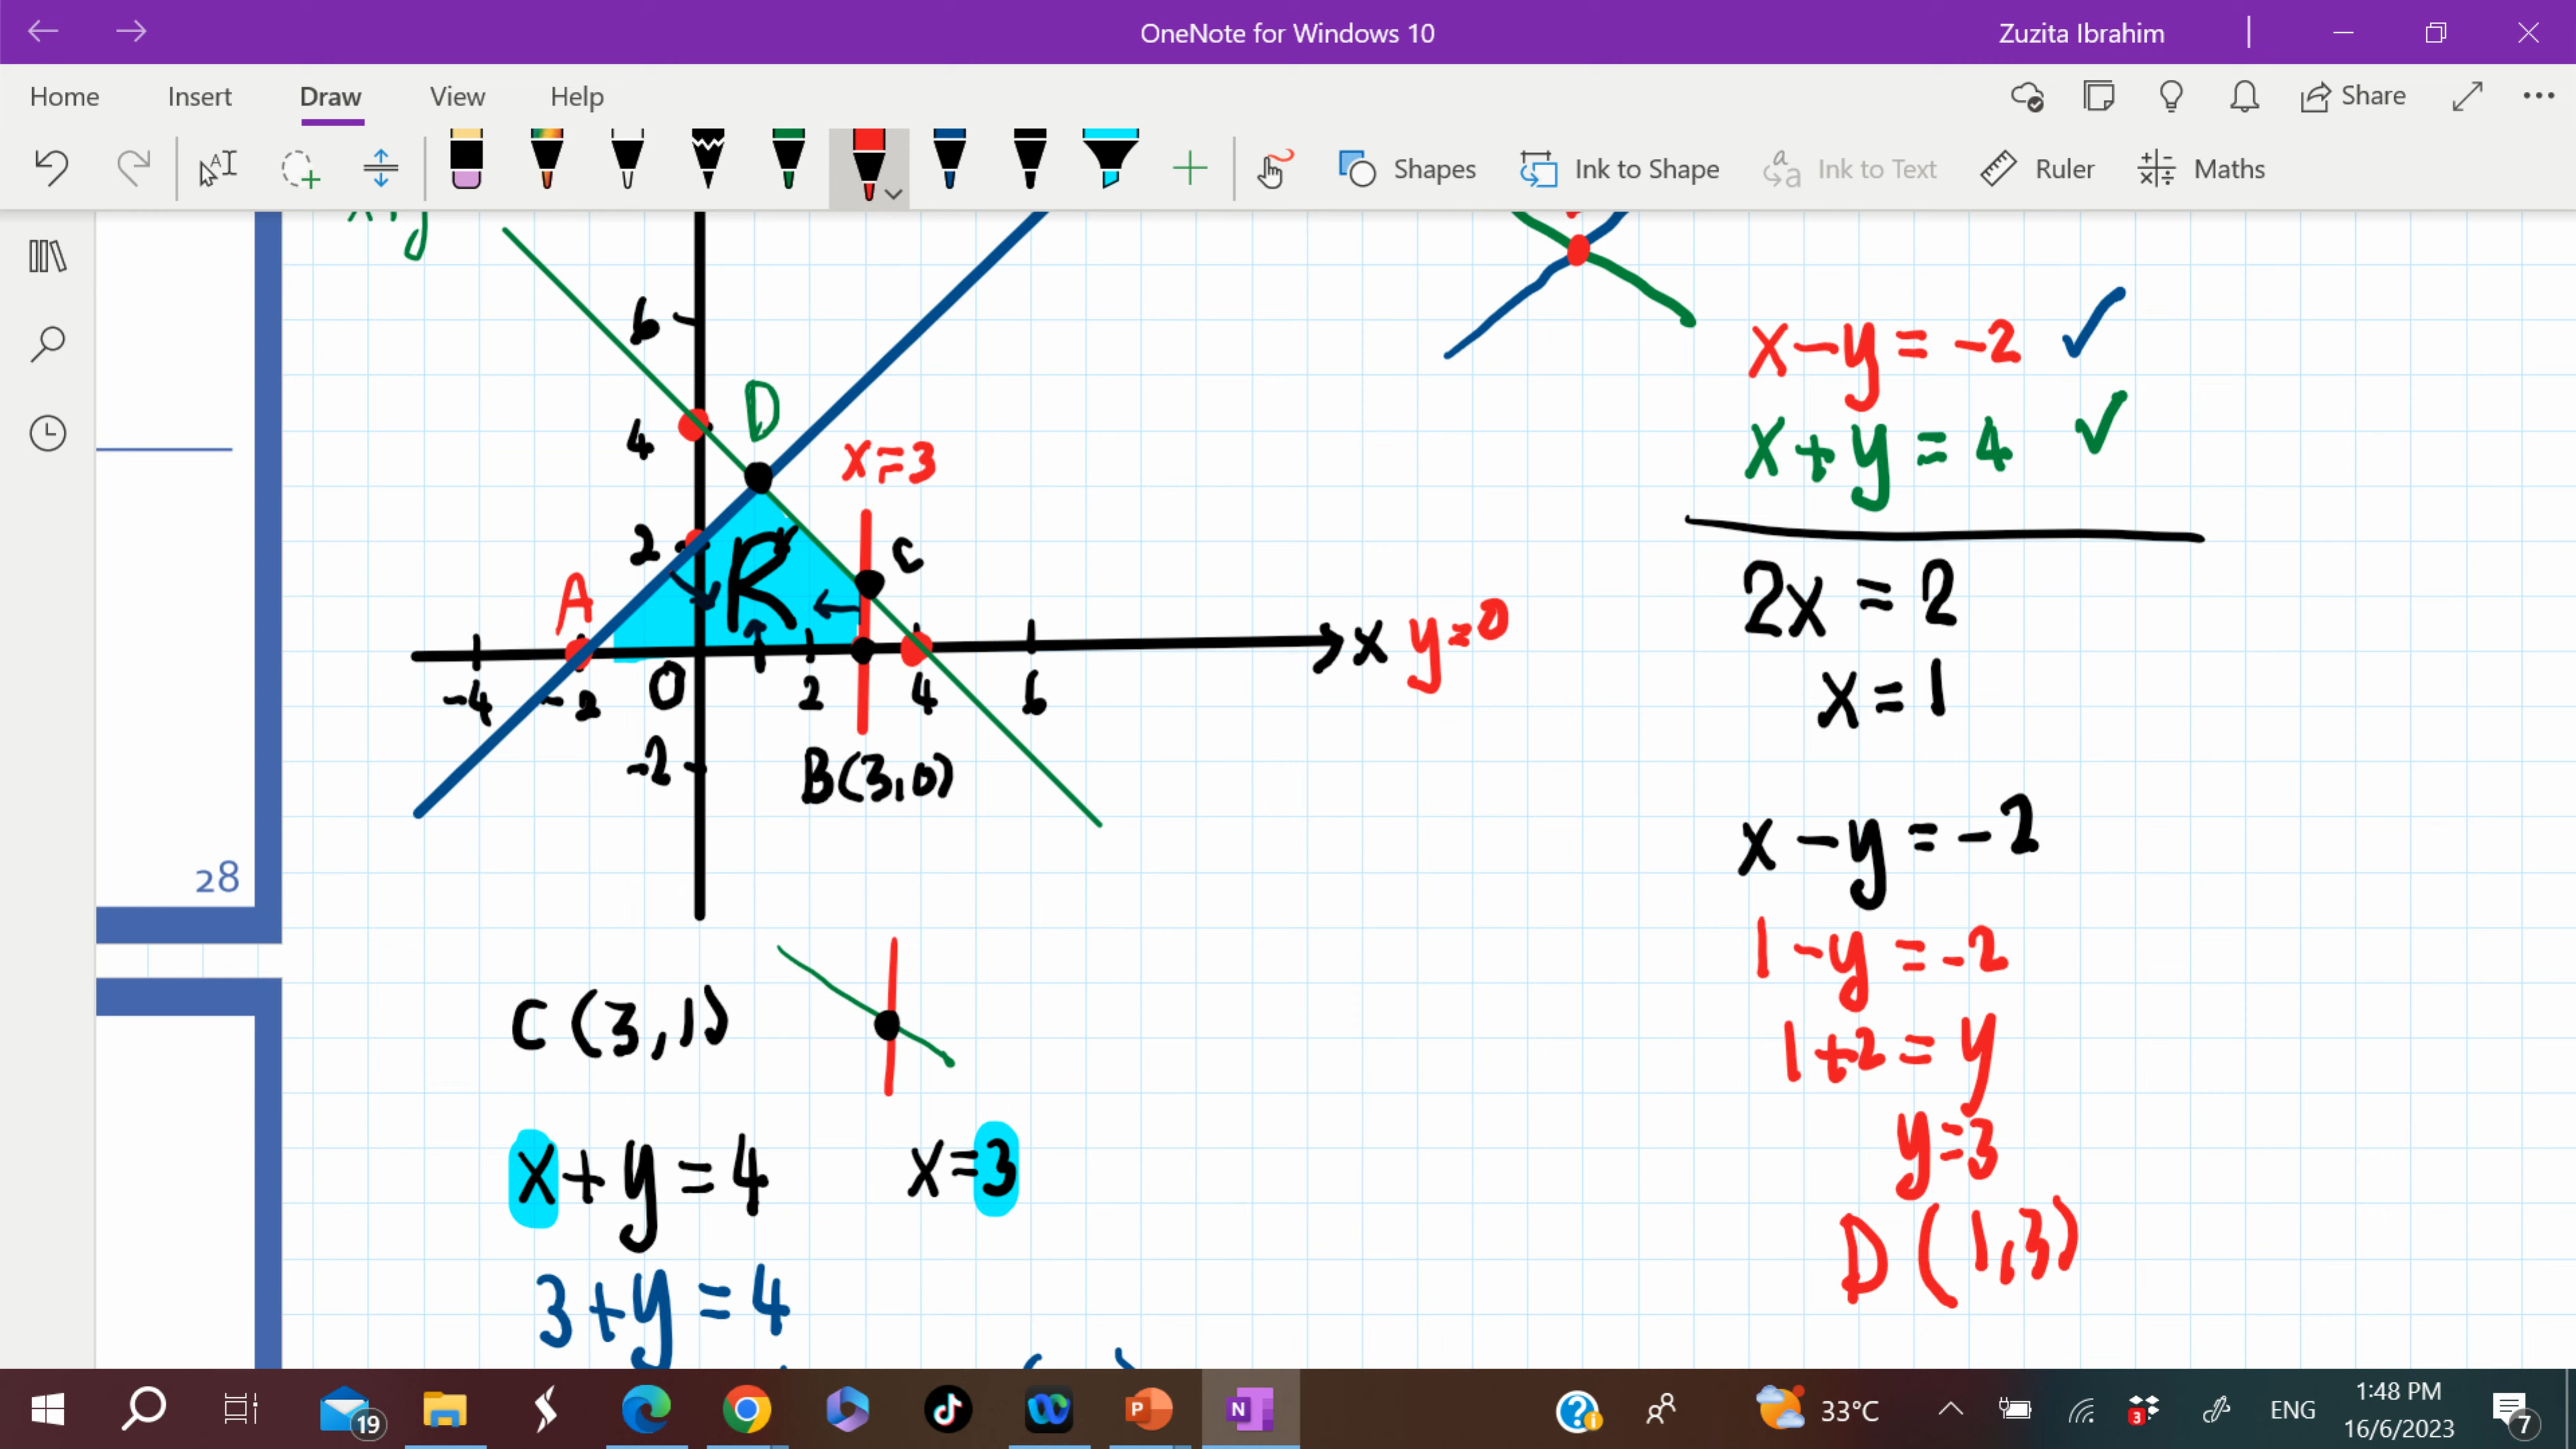 OneNote for Windows 10
Zuzita Ibrahim
Home Insert Draw View Help
Share
Shapes Ink to Shape Ink to Text Ruler Maths
x+y
6
4
2
-2
-4 -2 0 2 4 6
D
x=3
C
R
A
x y=0
B(3,0)
28
C(3,1)
x+y=4 x=3
3+y=4
x-y=-2 ✓
x+y=4 ✓
2x=2
x=1
x-y=-2
1-y=-2
1+2=y
y=3
D(1,3)
19
P
N
33°C
3
ENG
1:48 PM
16/6/2023
7